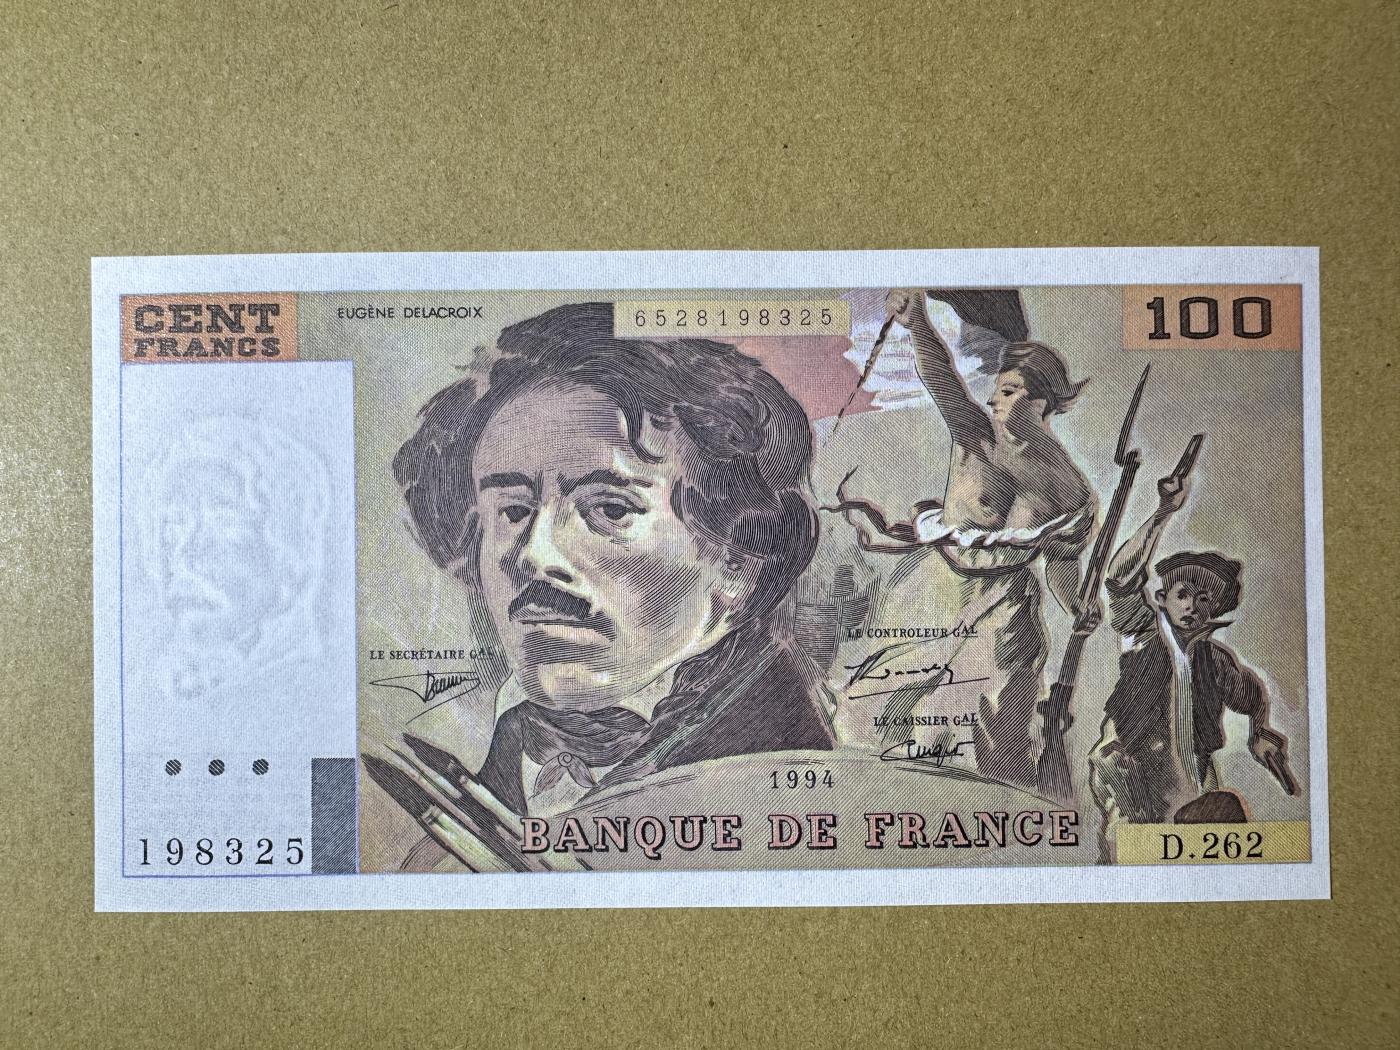 CENT
FRANCS
EUGÈNE DELACROIX
6528198325
100
LE CONTROLEUR GAL
LE SECRÉTAIRE GAL
LE CAISSIER GAL
1994
BANQUE DE FRANCE
198325
D.262